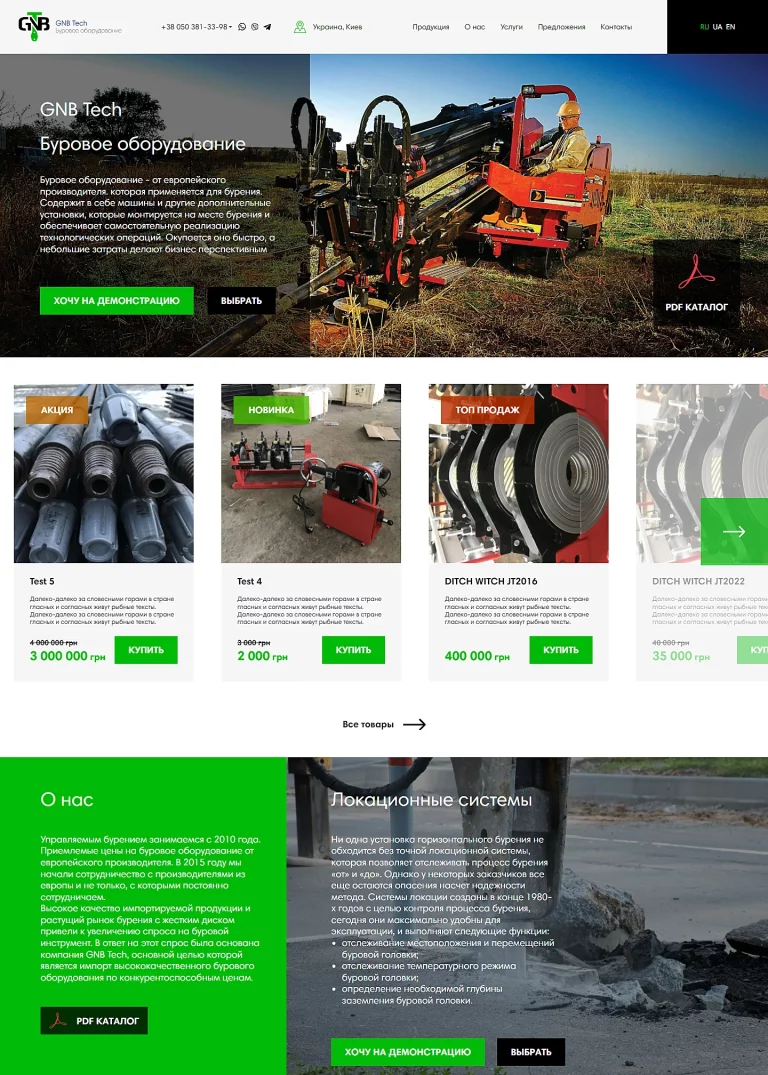 GNB
GNB Tech
Буровое оборудование
+38 050 381-33-98
Украина, Киев
Продукция
О нас
Услуги
Предложения
Контакты
RU UA EN
GNB Tech
Буровое оборудование
Буровое оборудование - от европейского
производителя. которая применяется для бурения.
Содержит в себе машины и другие дополнительные
установки, которые монтируется на месте бурения и
обеспечивает самостоятельную реализацию
технологических операций. Окупается оно быстро, а
небольшие затраты делают бизнес перспективным
ХОЧУ НА ДЕМОНСТРАЦИЮ
ВЫБРАТЬ
PDF КАТАЛОГ
АКЦИЯ
Test 5
Далеко-далеко за словесными горами в стране
гласных и согласных живут рыбные тексты.
Далеко-далеко за словесными горами в стране
гласных и согласных живут рыбные тексты.
4 000 000 грн
3 000 000 грн
КУПИТЬ
НОВИНКА
Test 4
Далеко-далеко за словесными горами в стране
гласных и согласных живут рыбные тексты.
Далеко-далеко за словесными горами в стране
гласных и согласных живут рыбные тексты.
3 000 грн
2 000 грн
КУПИТЬ
ТОП ПРОДАЖ
DITCH WITCH JT2016
Далеко-далеко за словесными горами в стране
гласных и согласных живут рыбные тексты.
Далеко-далеко за словесными горами в стране
гласных и согласных живут рыбные тексты.
400 000 грн
КУПИТЬ
DITCH WITCH JT2022
Далеко-далеко за словесными горами
гласных и согласных живут рыбные
Далеко-далеко за словесными горами
гласных и согласных живут рыбные
40 000 грн
35 000 грн
Все товары
О нас
Управляемым бурением занимаемся с 2010 года.
Приемлемые цены на буровое оборудование от
европейского производителя. В 2015 году мы
начали сотрудничество с производителями из
европы и не только, с которыми постоянно
сотрудничаем.
Высокое качество импортируемой продукции и
растущий рынок бурения с жестким диском
привели к увеличению спроса на буровой
инструмент. В ответ на этот спрос была основана
компания GNB Tech, основной целью которой
является импорт высококачественного бурового
оборудования по конкурентоспособным ценам.
PDF КАТАЛОГ
Локационные системы
Ни одна установка горизонтального бурения не
обходится без точной локационной системы,
которая позволяет отслеживать процесс бурения
«от» и «до». Однако у некоторых заказчиков все
еще остаются опасения насчет надежности
метода. Системы локации созданы в конце 1980-
х годов с целью контроля процесса бурения,
сегодня они максимально удобны для
эксплуатации, и выполняют следующие функции:
• отслеживание местоположения и перемещений
буровой головки;
• отслеживание температурного режима
буровой головки;
• определение необходимой глубины
заземления буровой головки.
ХОЧУ НА ДЕМОНСТРАЦИЮ
ВЫБРАТЬ